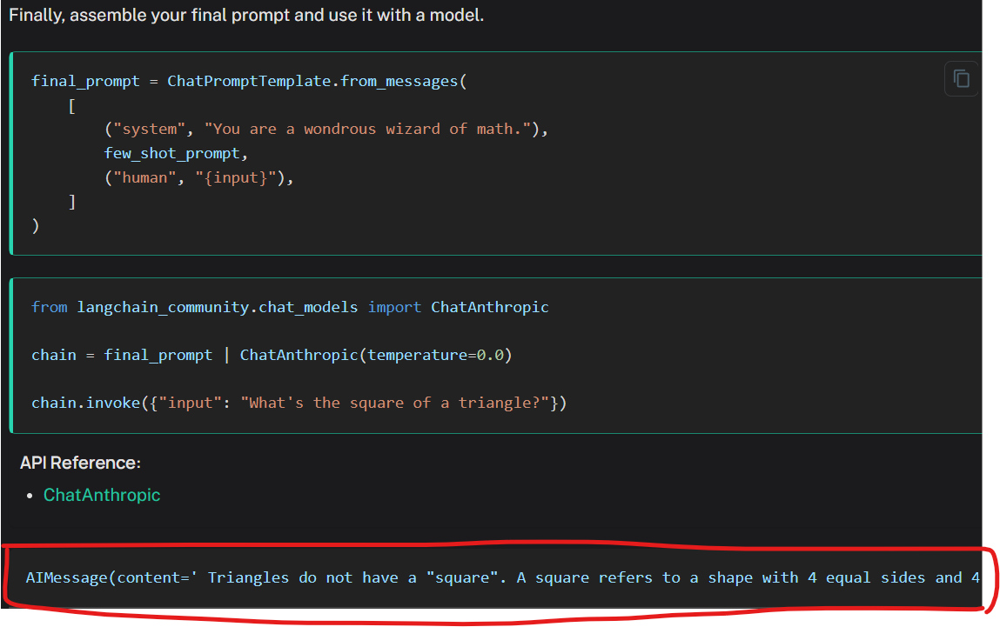 Finally, assemble your final prompt and use it with a model.
final_prompt = ChatPromptTemplate.from_messages(
    [
        ("system", "You are a wondrous wizard of math."),
        few_shot_prompt,
        ("human", "{input}"),
    ]
)
from langchain_community.chat_models import ChatAnthropic
chain = final_prompt | ChatAnthropic(temperature=0.0)
chain.invoke({"input": "What's the square of a triangle?"})
API Reference:
• ChatAnthropic
AIMessage(content=' Triangles do not have a "square". A square refers to a shape with 4 equal sides and 4